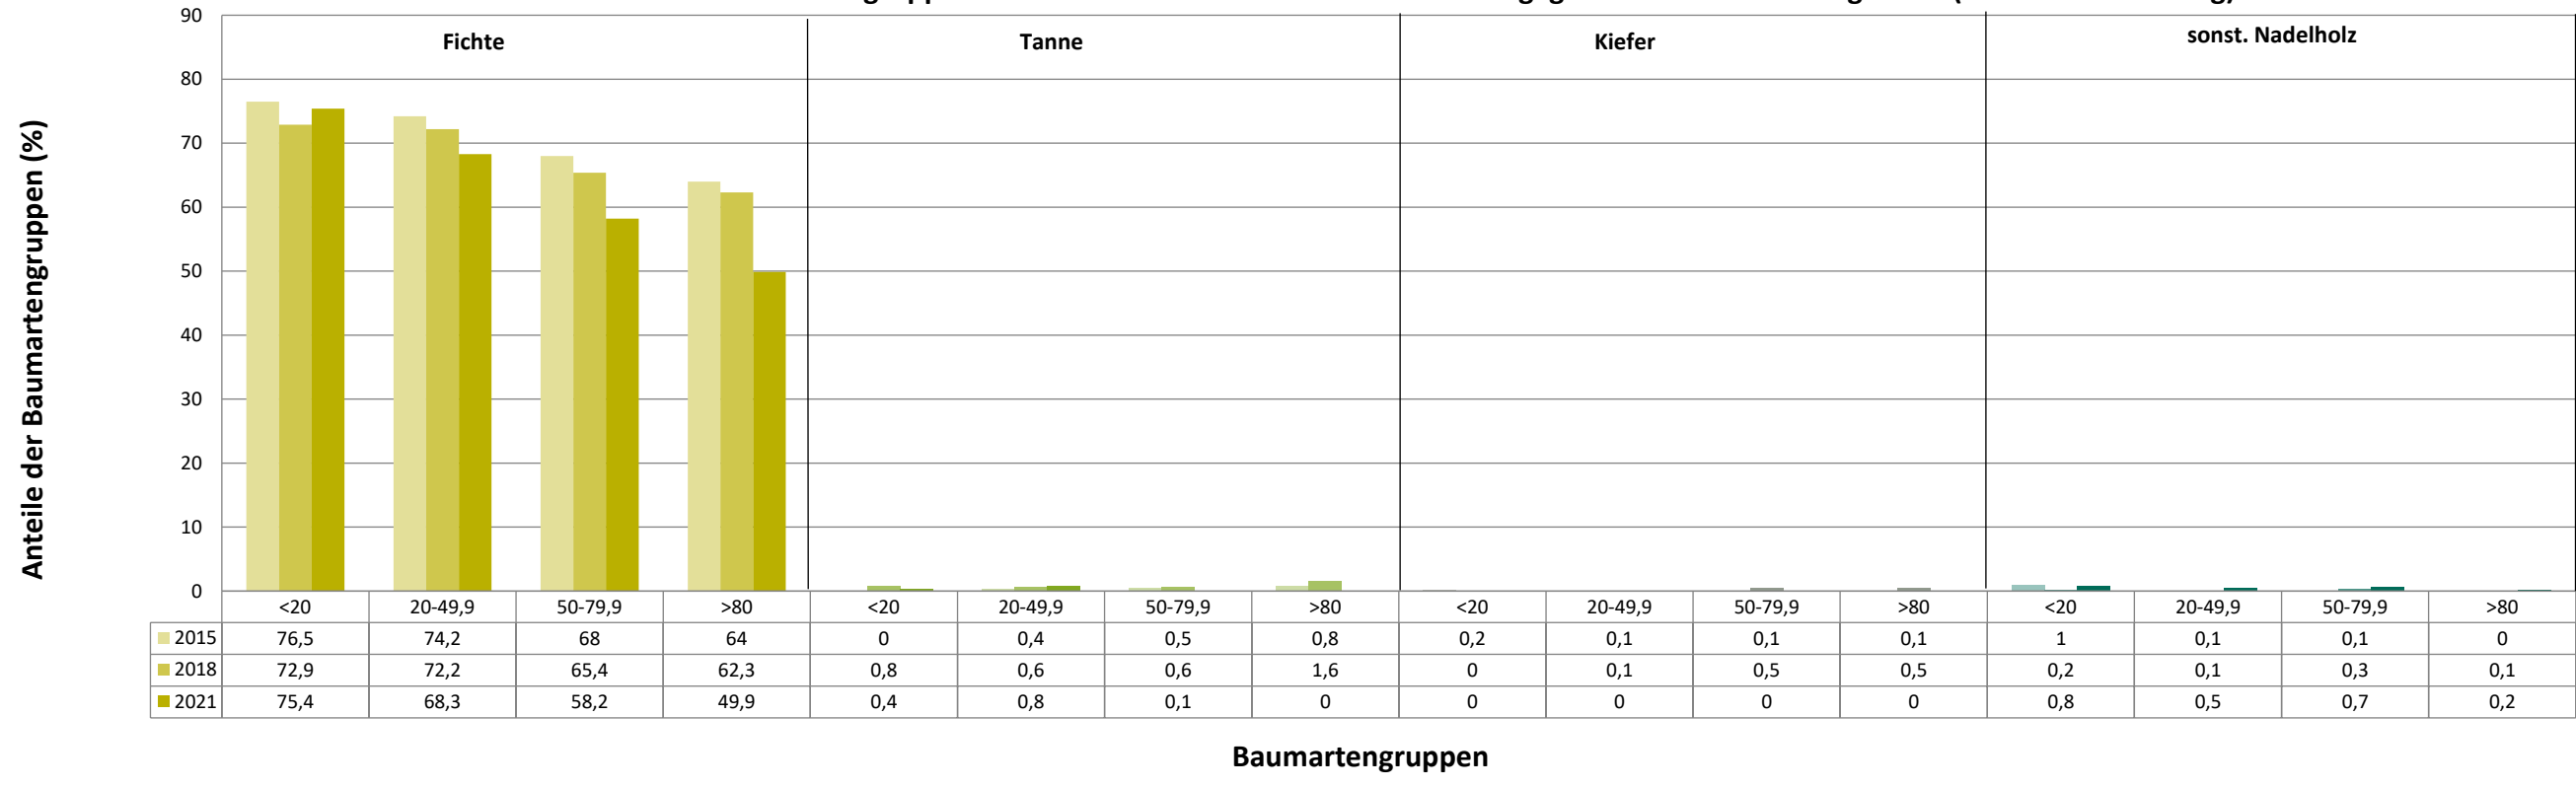 90
Fichte Tanne Kiefer sonst. Nadelholz
80
70
60
50
40
30
20
10
0
Anteile der Baumartengruppen (%)
<20 20-49,9 50-79,9 >80 <20 20-49,9 50-79,9 >80 <20 20-49,9 50-79,9 >80 <20 20-49,9 50-79,9 >80
2015 76,5 74,2 68 64 0 0,4 0,5 0,8 0,2 0,1 0,1 0,1 1 0,1 0,1 0
2018 72,9 72,2 65,4 62,3 0,8 0,6 0,6 1,6 0 0,1 0,5 0,5 0,2 0,1 0,3 0,1
2021 75,4 68,3 58,2 49,9 0,4 0,8 0,1 0 0 0 0 0 0,8 0,5 0,7 0,2
Baumartengruppen